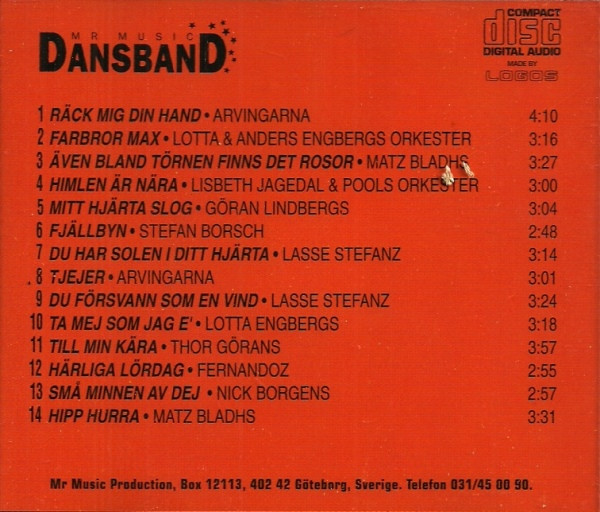 MR MUSIC
DANSBAND
COMPACT
disc
DIGITAL AUDIO
MADE BY
LOGOS
1 RÄCK MIG DIN HAND • ARVINGARNA 4:10
2 FARBROR MAX • LOTTA & ANDERS ENGBERGS ORKESTER 3:16
3 ÄVEN BLAND TÖRNEN FINNS DET ROSOR • MATZ BLADHS 3:27
4 HIMLEN ÄR NÄRA • LISBETH JAGEDAL & POOLS ORKESTER 3:00
5 MITT HJÄRTA SLOG • GÖRAN LINDBERGS 3:04
6 FJÄLLBYN • STEFAN BORSCH 2:48
7 DU HAR SOLEN I DITT HJÄRTA • LASSE STEFANZ 3:14
8 TJEJER • ARVINGARNA 3:01
9 DU FÖRSVANN SOM EN VIND • LASSE STEFANZ 3:24
10 TA MEJ SOM JAG E' • LOTTA ENGBERGS 3:18
11 TILL MIN KÄRA • THOR GÖRANS 3:57
12 HÄRLIGA LÖRDAG • FERNANDOZ 2:55
13 SMÅ MINNEN AV DEJ • NICK BORGENS 2:57
14 HIPP HURRA • MATZ BLADHS 3:31
Mr Music Production, Box 12113, 402 42 Göteborg, Sverige. Telefon 031/45 00 90.